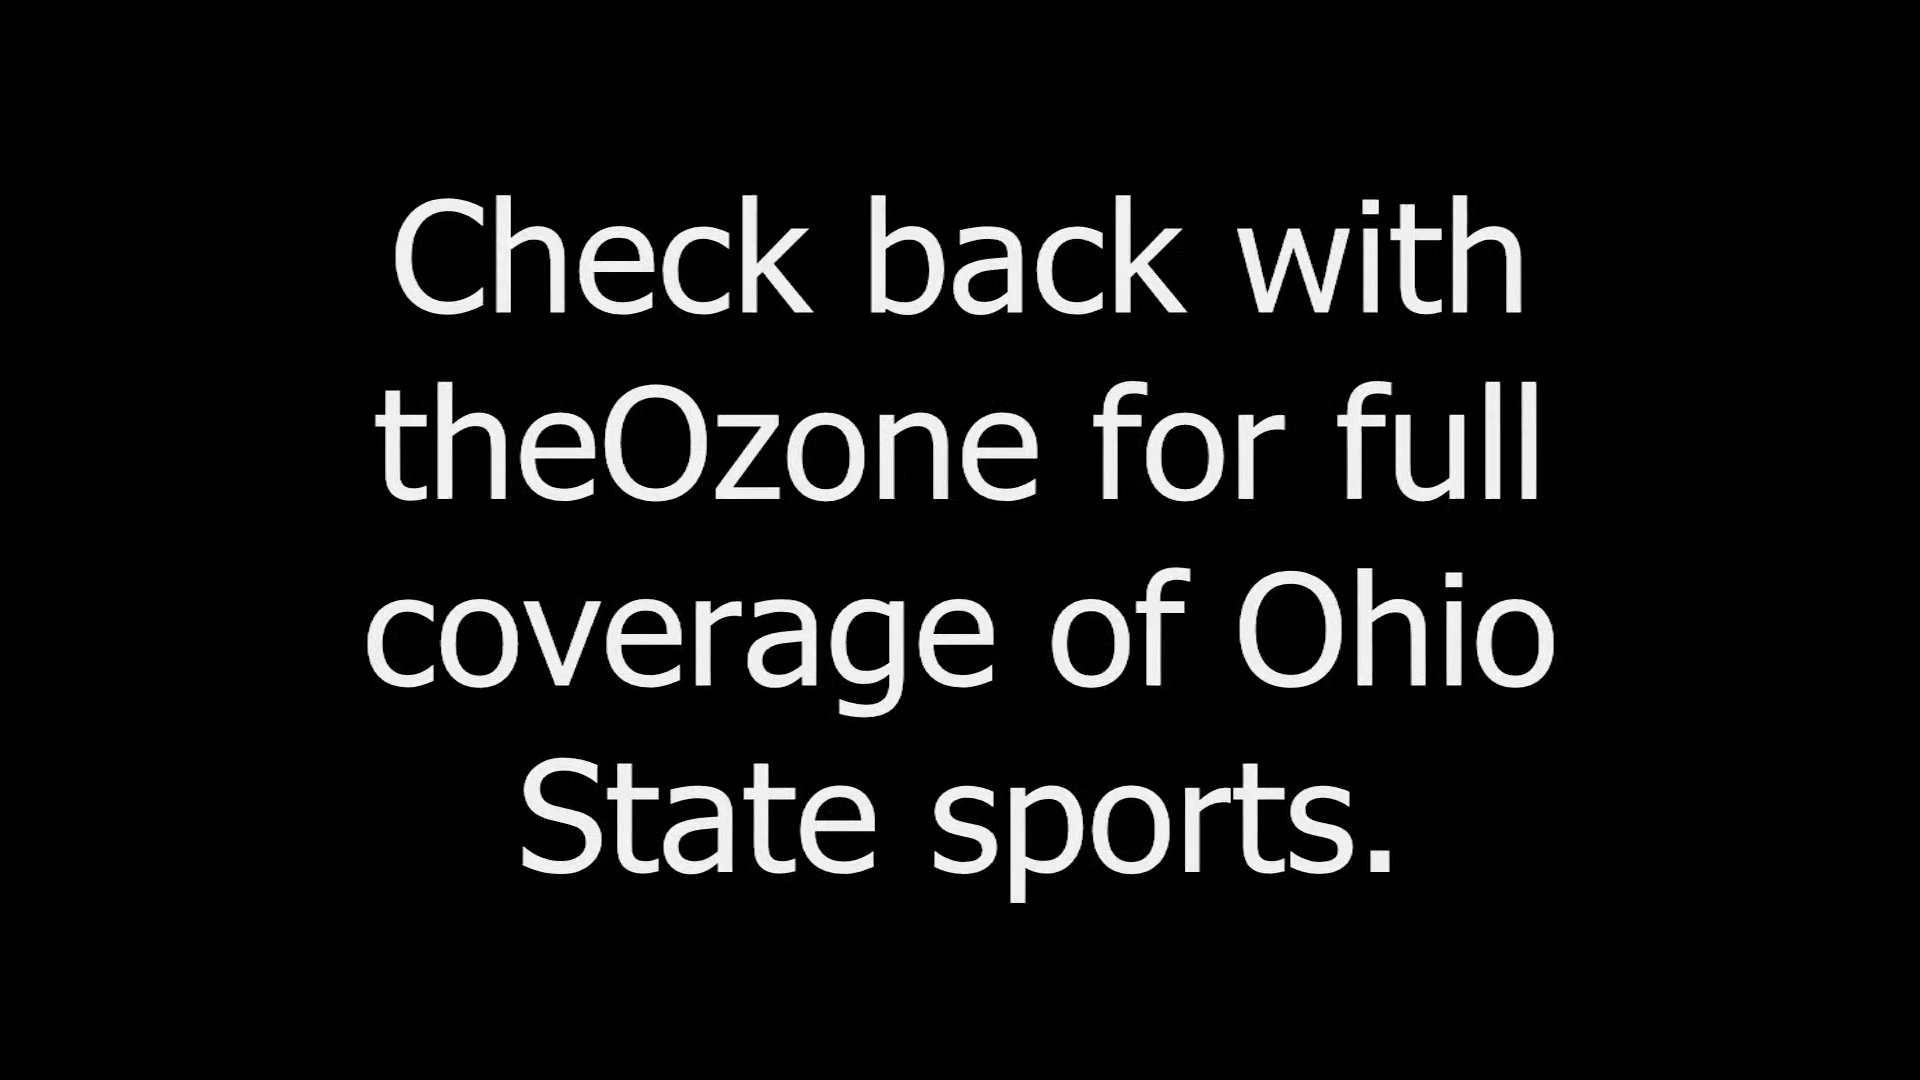 Check back with
theOzone for full
coverage of Ohio
State sports.